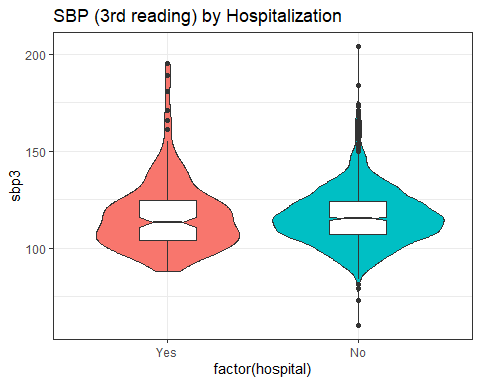 SBP (3rd reading) by Hospitalization
200
150
100
sbp3
Yes
No
factor(hospital)